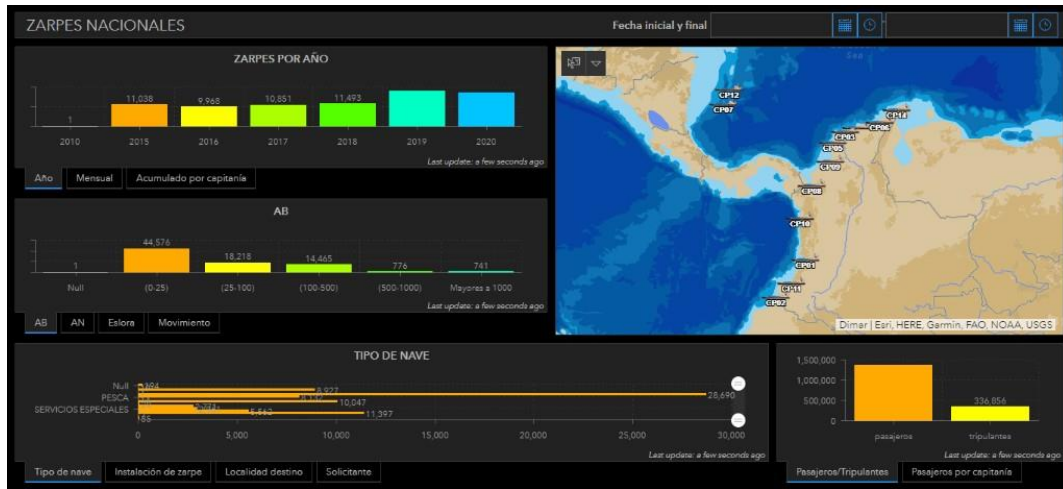 ZARPES NACIONALES
Fecha inicial y final
ZARPES POR AÑO
11,038
9,968
10,851
11,493
1
2010
2015
2016
2017
2018
2019
2020
Last update: a few seconds ago
Año
Mensual
Acumulado por capitanía
AB
44,576
18,218
14,465
1
776
741
Null
(0-25)
(25-100)
(100-500)
(500-1000)
Mayores a 1000
Last update: a few seconds ago
AB
AN
Eslora
Movimiento
Sea
CP12
CP07
CP14
CP06
CP03
CP05
CP09
CP08
CP10
CP01
CP11
CP02
Dimar | Esri, HERE, Garmin, FAO, NOAA, USGS
TIPO DE NAVE
Null
8,927
PESCA
28,690
10,047
SERVICIOS ESPECIALES
5,562
11,397
0
5,000
10,000
15,000
20,000
25,000
30,000
Last update: a few seconds ago
Tipo de nave
Instalación de zarpe
Localidad destino
Solicitante
1,500,000
1,000,000
500,000
0
336,856
pasajeros
tripulantes
Last update: a few seconds ago
Pasajeros/Tripulantes
Pasajeros por capitanía